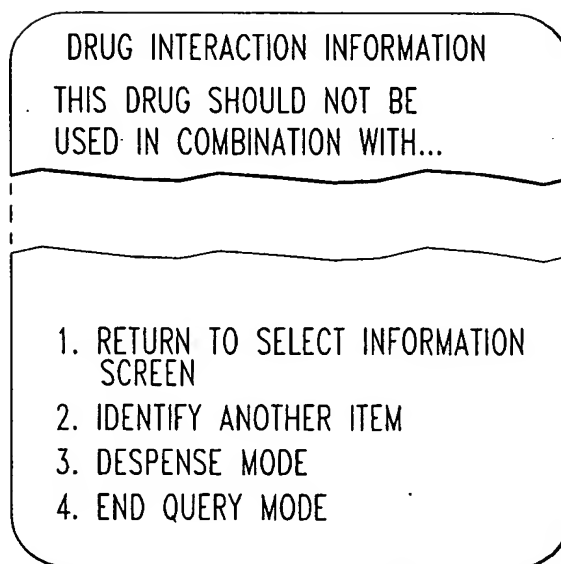 DRUG INTERACTION INFORMATION
THIS DRUG SHOULD NOT BE
USED IN COMBINATION WITH...
1. RETURN TO SELECT INFORMATION
SCREEN
2. IDENTIFY ANOTHER ITEM
3. DESPENSE MODE
4. END QUERY MODE